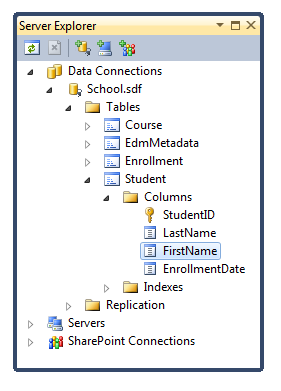 Server Explorer
Data Connections
School.sdf
Tables
Course
EdmMetadata
Enrollment
Student
Columns
StudentID
LastName
FirstName
EnrollmentDate
Indexes
Replication
Servers
SharePoint Connections